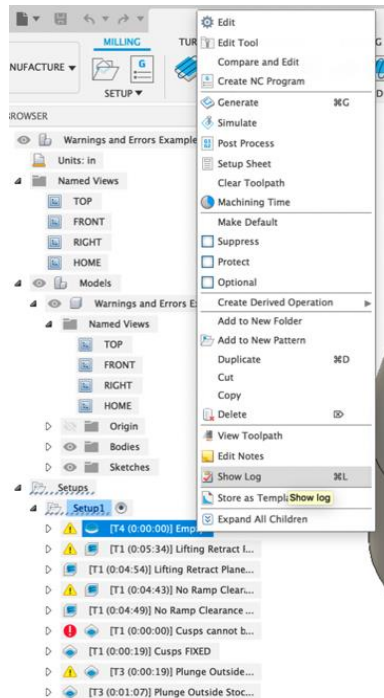 MILLING
TUR
NUFACTURE ▾
G
SETUP ▾
ROWSER
Warnings and Errors Example
Units: in
Named Views
TOP
FRONT
RIGHT
HOME
Models
Warnings and Errors E
Named Views
TOP
FRONT
RIGHT
HOME
Origin
Bodies
Sketches
Setups
Setup1
[T4 (0:00:00)] Emp
[T1 (0:05:34)] Lifting Retract l...
[T1 (0:04:54)] Lifting Retract Plane...
[T1 (0:04:43)] No Ramp Clear...
[T1 (0:04:49)] No Ramp Clearance ...
[T1 (0:00:00)] Cusps cannot b...
[T1 (0:00:19)] Cusps FIXED
[T3 (0:00:19)] Plunge Outside...
[T3 (0:01:07)] Plunge Outside Stoc...
Edit
Edit Tool
Compare and Edit
Create NC Program
Generate ⌘G
Simulate
Post Process
Setup Sheet
Clear Toolpath
Machining Time
Make Default
Suppress
Protect
Optional
Create Derived Operation
Add to New Folder
Add to New Pattern
Duplicate ⌘D
Cut
Copy
Delete ⌦
View Toolpath
Edit Notes
Show Log ⌘L
Store as Templa
Show log
Expand All Children
G
D